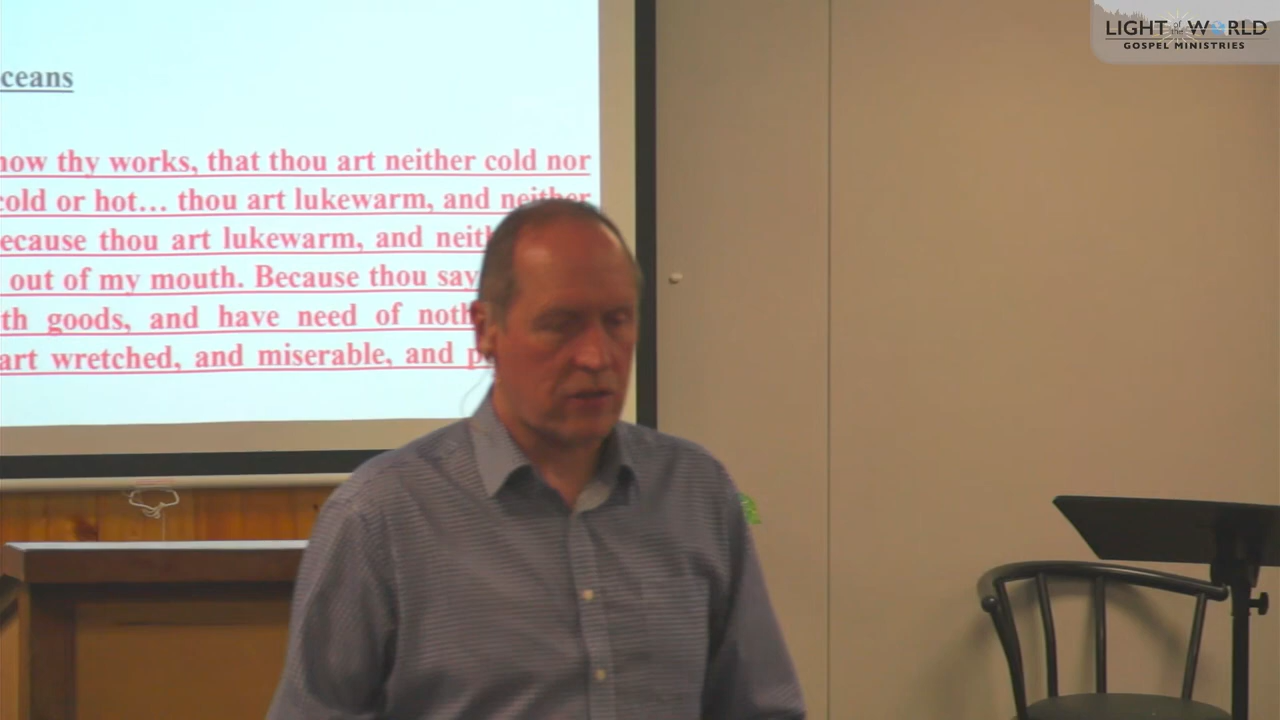 LIGHT of the WORLD
GOSPEL MINISTRIES
ceans
now thy works, that thou art neither cold nor
cold or hot... thou art lukewarm, and neither
ecause thou art lukewarm, and neith
out of my mouth. Because thou say
th goods, and have need of noth
art wretched, and miserable, and p